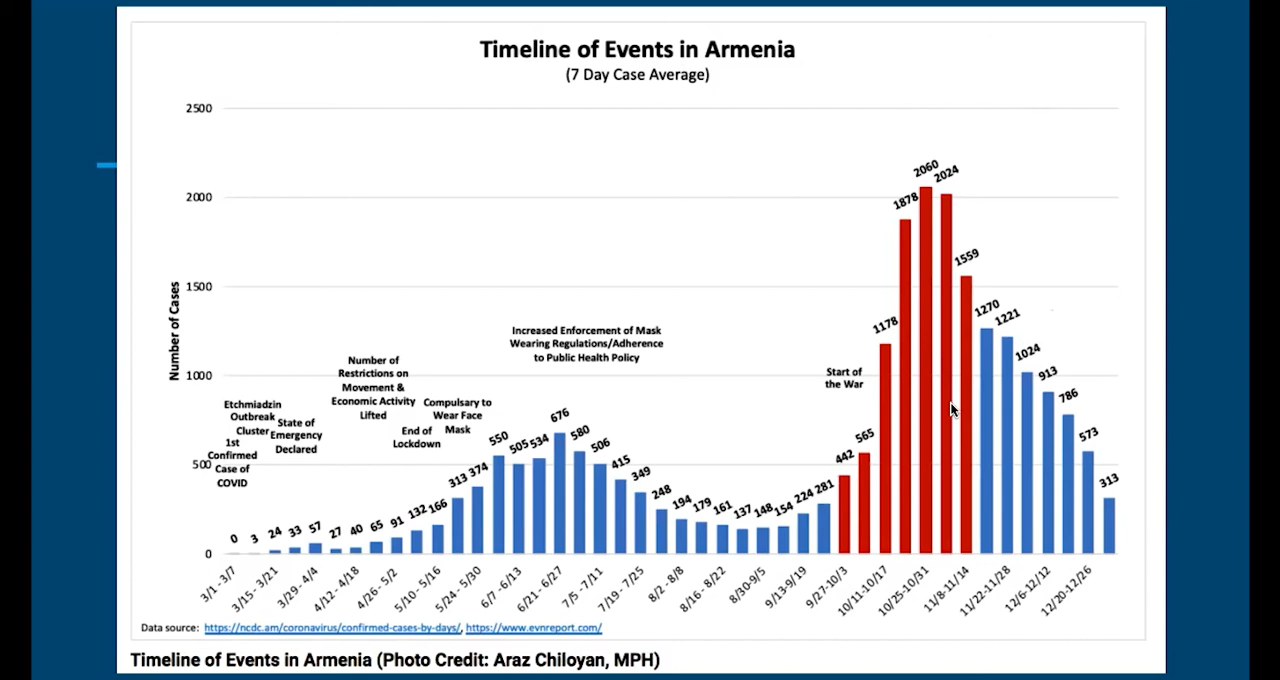 Timeline of Events in Armenia
(7 Day Case Average)
2500
2000
1500
1000
500
0
Number of Cases
Etchmiadzin
Outbreak
Cluster
1st
Confirmed
Case of
COVID
State of
Emergency
Declared
Number of
Restrictions on
Movement &
Economic Activity
Lifted
End of
Lockdown
Compulsary to
Wear Face
Mask
Increased Enforcement of Mask
Wearing Regulations/Adherence
to Public Health Policy
Start of
the War
0
3
24
33
57
27
40
65
91
132
166
313
374
550
505
534
676
580
506
415
349
248
194
179
161
137
148
154
224
281
442
565
1178
1878
2060
2024
1559
1270
1221
1024
913
786
573
313
3/1 - 3/7
3/15 - 3/21
3/29 - 4/4
4/12 - 4/18
4/26 - 5/2
5/10 - 5/16
5/24 - 5/30
6/7 - 6/13
6/21 - 6/27
7/5 - 7/11
7/19 - 7/25
8/2 - 8/8
8/16 - 8/22
8/30-9/5
9/13-9/19
9/27-10/3
10/11-10/17
10/25-10/31
11/8-11/14
11/22-11/28
12/6-12/12
12/20-12/26
Data source: https://ncdc.am/coronavirus/confirmed-cases-by-days/, https://www.evnreport.com/
Timeline of Events in Armenia (Photo Credit: Araz Chiloyan, MPH)